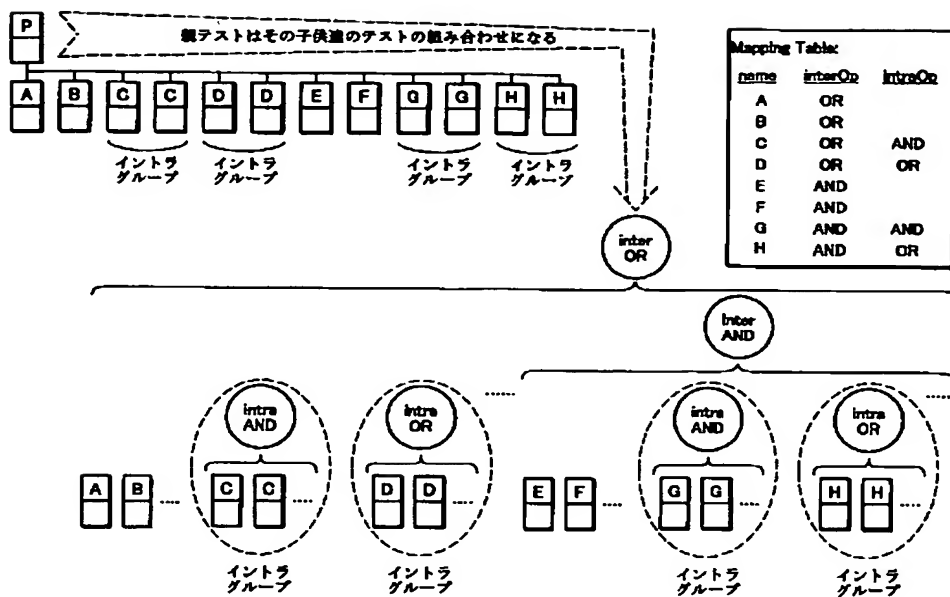 P
親テストはその子供達のテストの組み合わせになる
A B C C D D E F G G H H
イントラ
グループ
イントラ
グループ
イントラ
グループ
イントラ
グループ
Mapping Table:
name interOp intraOp
A OR
B OR
C OR AND
D OR OR
E AND
F AND
G AND AND
H AND OR
inter
OR
inter
AND
intra
AND
intra
OR
intra
AND
intra
OR
A B ..... C C ..... D D ..... E F ..... G G ..... H H .....
イントラ
グループ
イントラ
グループ
イントラ
グループ
イントラ
グループ